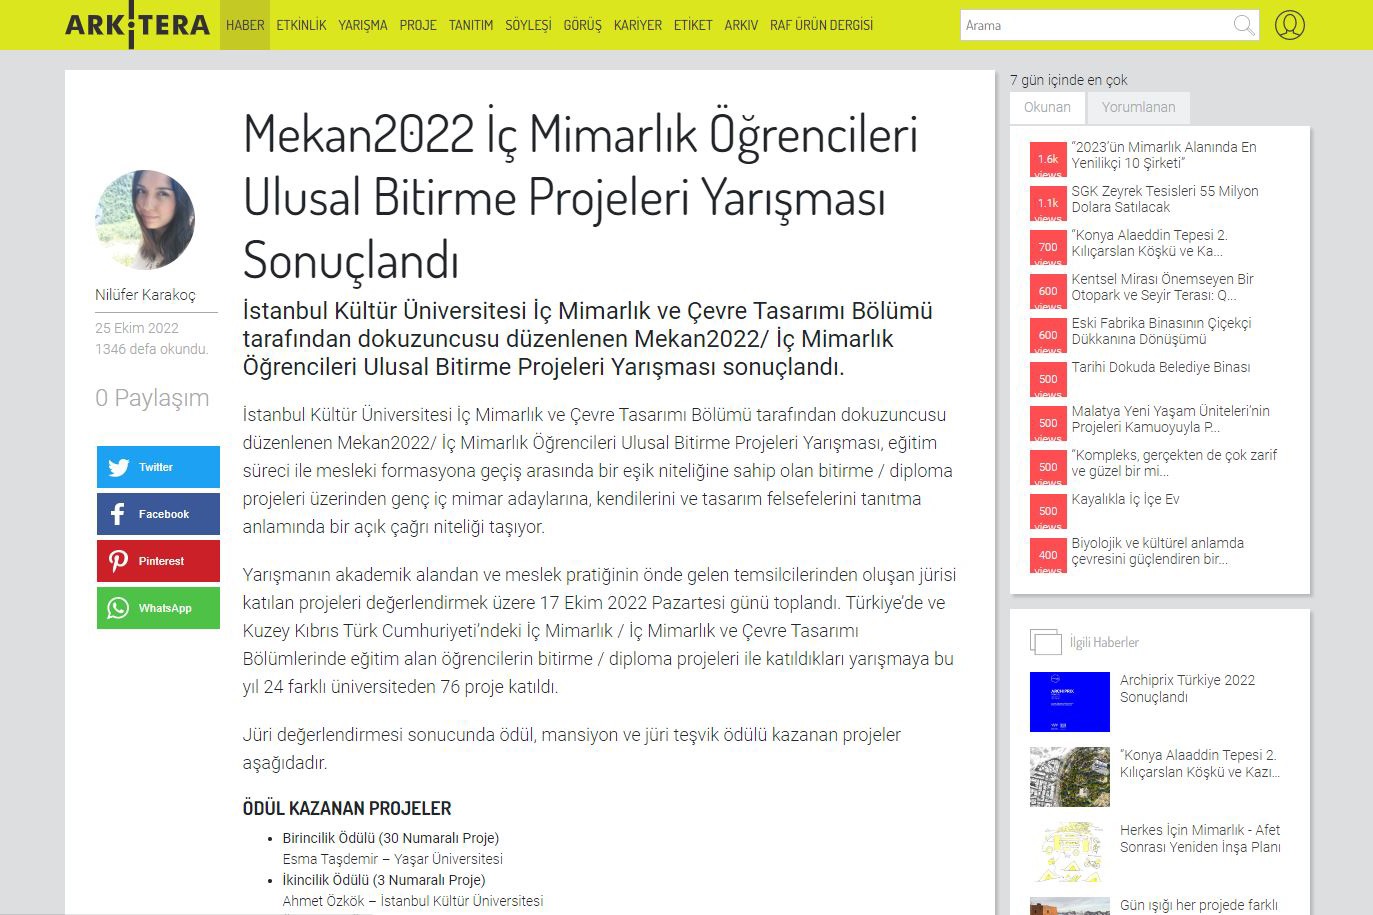 ARKİTERA
HABER ETKİNLİK YARIŞMA PROJE TANITIM SÖYLEŞİ GÖRÜŞ KARİYER ETİKET ARKIV RAF ÜRÜN DERGİSİ
Arama
Mekan2022 İç Mimarlık Öğrencileri
Ulusal Bitirme Projeleri Yarışması
Sonuçlandı
Nilüfer Karakoç
25 Ekim 2022
1346 defa okundu.
0 Paylaşım
Twitter
Facebook
Pinterest
WhatsApp
İstanbul Kültür Üniversitesi İç Mimarlık ve Çevre Tasarımı Bölümü
tarafından dokuzuncusu düzenlenen Mekan2022/ İç Mimarlık
Öğrencileri Ulusal Bitirme Projeleri Yarışması sonuçlandı.
İstanbul Kültür Üniversitesi İç Mimarlık ve Çevre Tasarımı Bölümü tarafından dokuzuncusu
düzenlenen Mekan2022/ İç Mimarlık Öğrencileri Ulusal Bitirme Projeleri Yarışması, eğitim
süreci ile mesleki formasyona geçiş arasında bir eşik niteliğine sahip olan bitirme / diploma
projeleri üzerinden genç iç mimar adaylarına, kendilerini ve tasarım felsefelerini tanıtma
anlamında bir açık çağrı niteliği taşıyor.
Yarışmanın akademik alandan ve meslek pratiğinin önde gelen temsilcilerinden oluşan jürisi
katılan projeleri değerlendirmek üzere 17 Ekim 2022 Pazartesi günü toplandı. Türkiye’de ve
Kuzey Kıbrıs Türk Cumhuriyeti’ndeki İç Mimarlık / İç Mimarlık ve Çevre Tasarımı
Bölümlerinde eğitim alan öğrencilerin bitirme / diploma projeleri ile katıldıkları yarışmaya bu
yıl 24 farklı üniversiteden 76 proje katıldı.
Jüri değerlendirmesi sonucunda ödül, mansiyon ve jüri teşvik ödülü kazanan projeler
aşağıdadır.
ÖDÜL KAZANAN PROJELER
• Birincilik Ödülü (30 Numaralı Proje)
Esma Taşdemir – Yaşar Üniversitesi
• İkincilik Ödülü (3 Numaralı Proje)
Ahmet Özkök – İstanbul Kültür Üniversitesi
7 gün içinde en çok
Okunan Yorumlanan
1.6k views
“2023’ün Mimarlık Alanında En
Yenilikçi 10 Şirketi”
1.1k views
SGK Zeyrek Tesisleri 55 Milyon
Dolara Satılacak
700 views
“Konya Alaeddin Tepesi 2.
Kılıçarslan Köşkü ve Ka...
600 views
Kentsel Mirası Önemseyen Bir
Otopark ve Seyir Terası: Q...
600 views
Eski Fabrika Binasının Çiçekçi
Dükkanına Dönüşümü
500 views
Tarihi Dokuda Belediye Binası
500 views
Malatya Yeni Yaşam Üniteleri’nin
Projeleri Kamuoyuyla P...
500 views
“Kompleks, gerçekten de çok zarif
ve güzel bir mi...
500 views
Kayalıkla İç İçe Ev
400 views
Biyolojik ve kültürel anlamda
çevresini güçlendiren bir...
İlgili Haberler
ARCHIPRIX
Archiprix Türkiye 2022
Sonuçlandı
“Konya Alaaddin Tepesi 2.
Kılıçarslan Köşkü ve Kazı...
Herkes İçin Mimarlık - Afet
Sonrası Yeniden İnşa Planı
Gün ışığı her projede farklı